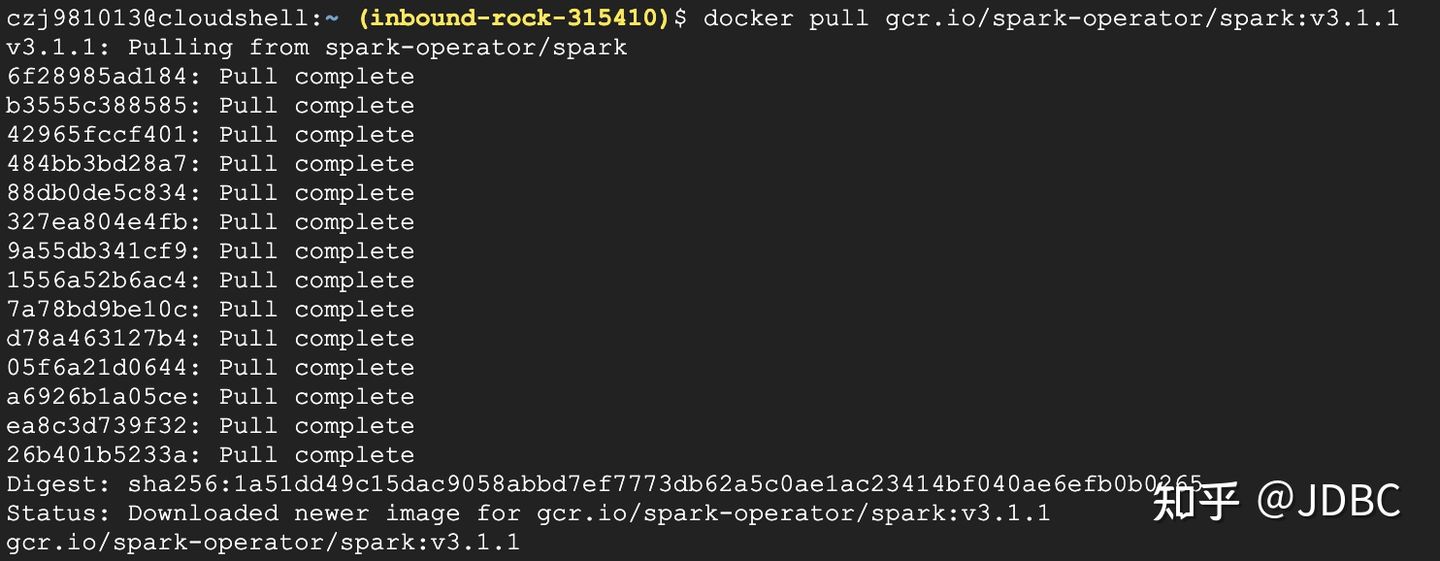 czj981013@cloudshell:~ (inbound-rock-315410)$ docker pull gcr.io/spark-operator/spark:v3.1.1
v3.1.1: Pulling from spark-operator/spark
6f28985ad184: Pull complete
b3555c388585: Pull complete
42965fccf401: Pull complete
484bb3bd28a7: Pull complete
88db0de5c834: Pull complete
327ea804e4fb: Pull complete
9a55db341cf9: Pull complete
1556a52b6ac4: Pull complete
7a78bd9be10c: Pull complete
d78a463127b4: Pull complete
05f6a21d0644: Pull complete
a6926b1a05ce: Pull complete
ea8c3d739f32: Pull complete
26b401b5233a: Pull complete
Digest: sha256:1a51dd49c15dac9058abbd7ef7773db62a5c0ae1ac23414bf040ae6efb0b0265
Status: Downloaded newer image for gcr.io/spark-operator/spark:v3.1.1
gcr.io/spark-operator/spark:v3.1.1
知乎 @JDBC